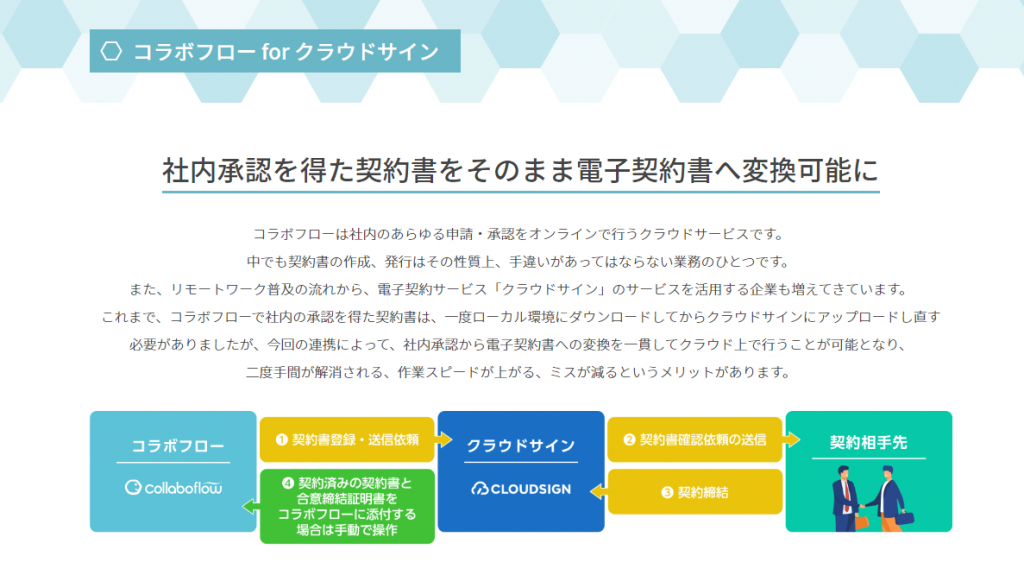 コラボフロー for クラウドサイン
社内承認を得た契約書をそのまま電子契約書へ変換可能に
コラボフローは社内のあらゆる申請・承認をオンラインで行うクラウドサービスです。
中でも契約書の作成、発行はその性質上、手違いがあってはならない業務のひとつです。
また、リモートワーク普及の流れから、電子契約サービス「クラウドサイン」のサービスを活用する企業も増えてきています。
これまで、コラボフローで社内の承認を得た契約書は、一度ローカル環境にダウンロードしてからクラウドサインにアップロードし直す
必要がありましたが、今回の連携によって、社内承認から電子契約書への変換を一貫してクラウド上で行うことが可能となり、
二度手間が解消される、作業スピードが上がる、ミスが減るというメリットがあります。
コラボフロー
collaboflow
❶ 契約書登録・送信依頼
❹ 契約済みの契約書と
合意締結証明書を
コラボフローに添付する
場合は手動で操作
クラウドサイン
CLOUDSIGN
❷ 契約書確認依頼の送信
❸ 契約締結
契約相手先